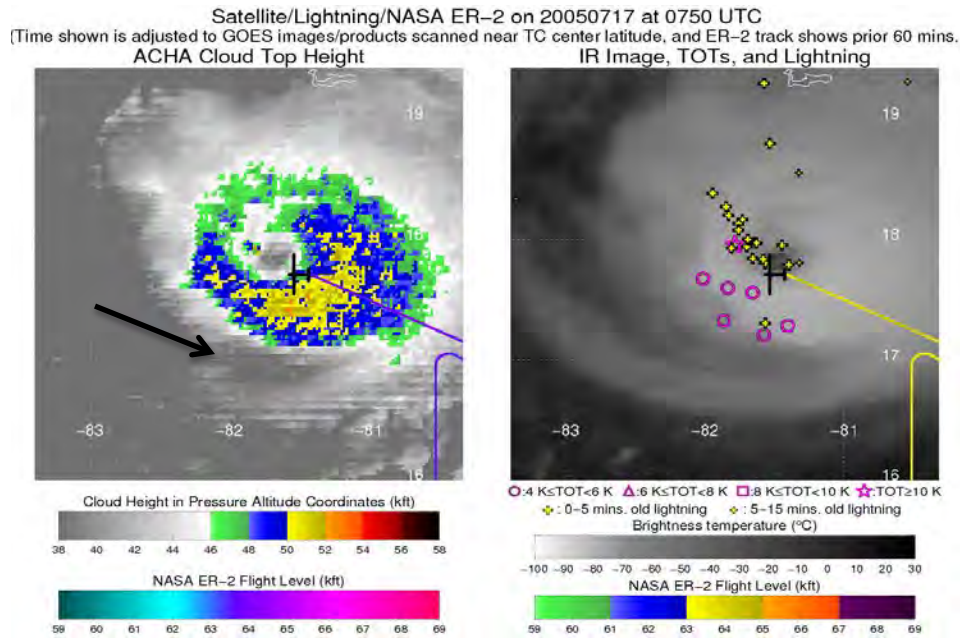 Satellite/Lightning/NASA ER-2 on 20050717 at 0750 UTC
(Time shown is adjusted to GOES images/products scanned near TC center latitude, and ER-2 track shows prior 60 mins.
ACHA Cloud Top Height
IR Image, TOTs, and Lightning
19
18
17
16
-83
-82
-81
19
18
17
16
-83
-82
-81
Cloud Height in Pressure Altitude Coordinates (kft)
38 40 42 44 46 48 50 52 54 56 58
NASA ER-2 Flight Level (kft)
59 60 61 62 63 64 65 66 67 68 69
:4 K≤TOT<6 K :6 K≤TOT<8 K :8 K≤TOT<10 K :TOT≥10 K
: 0-5 mins. old lightning : 5-15 mins. old lightning
Brightness temperature (°C)
-100 -90 -80 -70 -60 -50 -40 -30 -20 -10 0 10 30
NASA ER-2 Flight Level (kft)
59 60 61 62 63 64 65 66 67 68 69